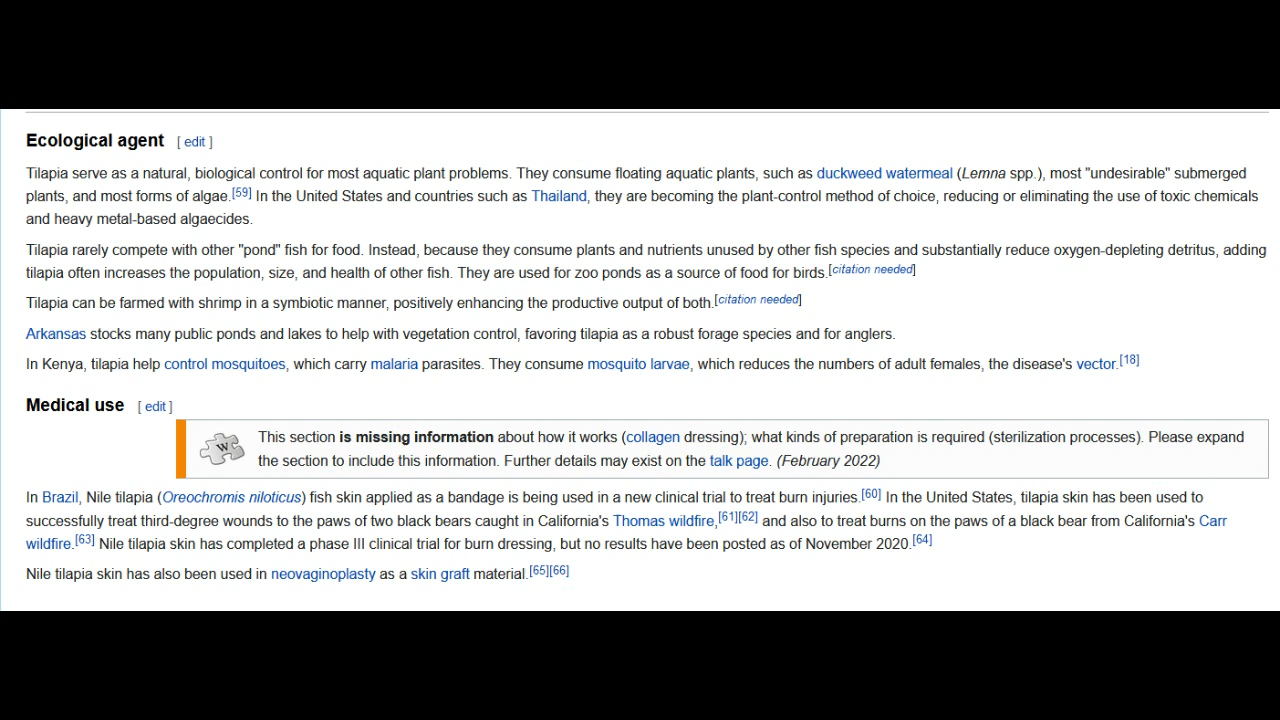 Ecological agent [ edit ]
Tilapia serve as a natural, biological control for most aquatic plant problems. They consume floating aquatic plants, such as duckweed watermeal (Lemna spp.), most "undesirable" submerged
plants, and most forms of algae.[59] In the United States and countries such as Thailand, they are becoming the plant-control method of choice, reducing or eliminating the use of toxic chemicals
and heavy metal-based algaecides.
Tilapia rarely compete with other "pond" fish for food. Instead, because they consume plants and nutrients unused by other fish species and substantially reduce oxygen-depleting detritus, adding
tilapia often increases the population, size, and health of other fish. They are used for zoo ponds as a source of food for birds.[citation needed]
Tilapia can be farmed with shrimp in a symbiotic manner, positively enhancing the productive output of both.[citation needed]
Arkansas stocks many public ponds and lakes to help with vegetation control, favoring tilapia as a robust forage species and for anglers.
In Kenya, tilapia help control mosquitoes, which carry malaria parasites. They consume mosquito larvae, which reduces the numbers of adult females, the disease's vector.[18]
Medical use [ edit ]
W
This section is missing information about how it works (collagen dressing); what kinds of preparation is required (sterilization processes). Please expand
the section to include this information. Further details may exist on the talk page. (February 2022)
In Brazil, Nile tilapia (Oreochromis niloticus) fish skin applied as a bandage is being used in a new clinical trial to treat burn injuries.[60] In the United States, tilapia skin has been used to
successfully treat third-degree wounds to the paws of two black bears caught in California's Thomas wildfire,[61][62] and also to treat burns on the paws of a black bear from California's Carr
wildfire.[63] Nile tilapia skin has completed a phase III clinical trial for burn dressing, but no results have been posted as of November 2020.[64]
Nile tilapia skin has also been used in neovaginoplasty as a skin graft material.[65][66]